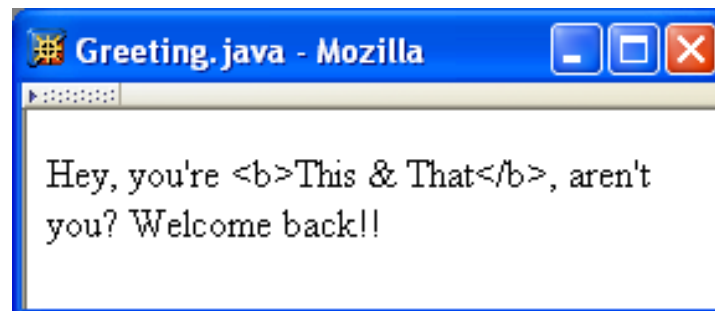 Greeting.java - Mozilla
Hey, you're <b>This & That</b>, aren't
you? Welcome back!!